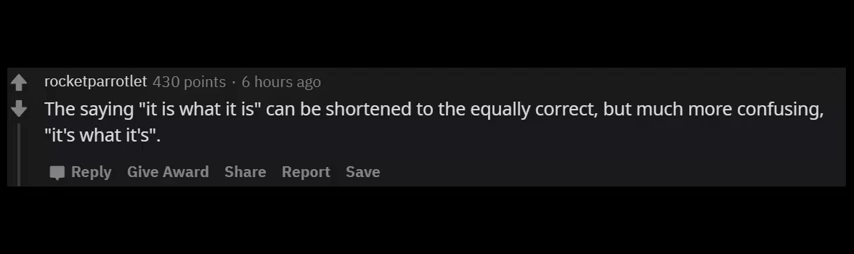 rocketparrotlet 430 points · 6 hours ago
The saying "it is what it is" can be shortened to the equally correct, but much more confusing,
"it's what it's".
Reply Give Award Share Report Save